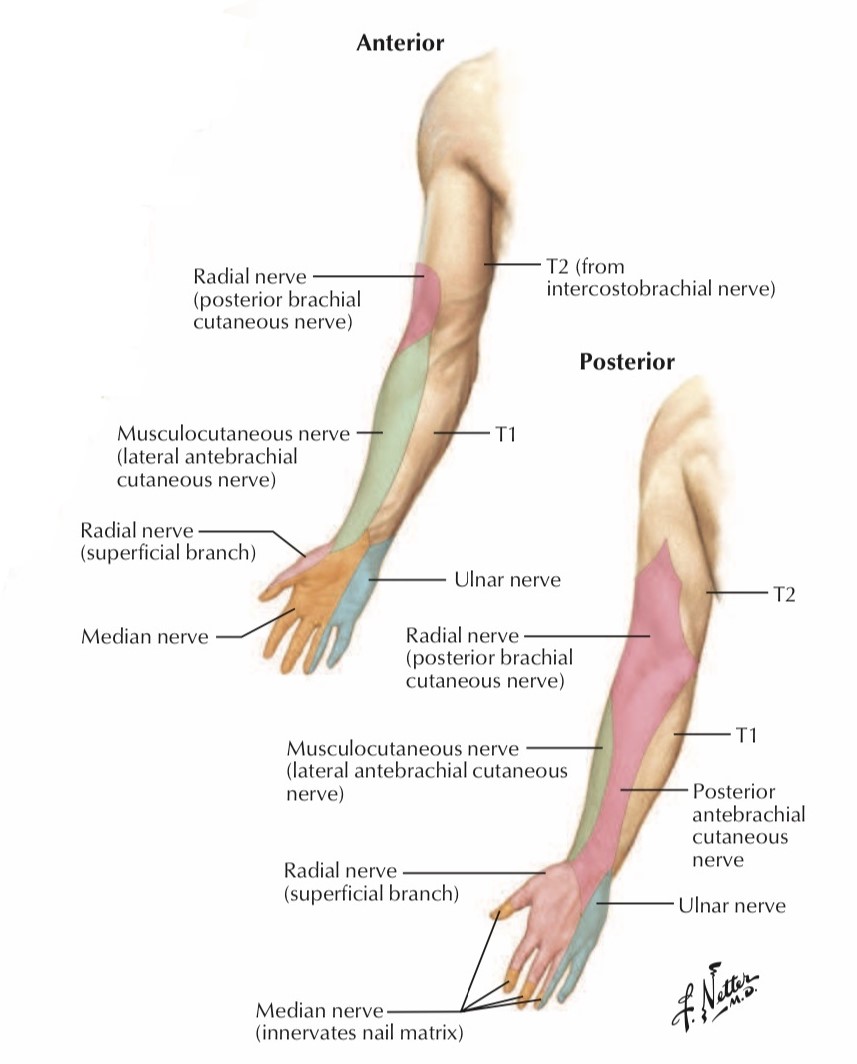 Anterior
Radial nerve
(posterior brachial
cutaneous nerve)
T2 (from
intercostobrachial nerve)
Posterior
Musculocutaneous nerve
(lateral antebrachial
cutaneous nerve)
T1
Radial nerve
(superficial branch)
Ulnar nerve
Median nerve
T2
Radial nerve
(posterior brachial
cutaneous nerve)
T1
Musculocutaneous nerve
(lateral antebrachial cutaneous
nerve)
Posterior
antebrachial
cutaneous
nerve
Radial nerve
(superficial branch)
Ulnar nerve
Median nerve
(innervates nail matrix)
F. Netter
M.D.